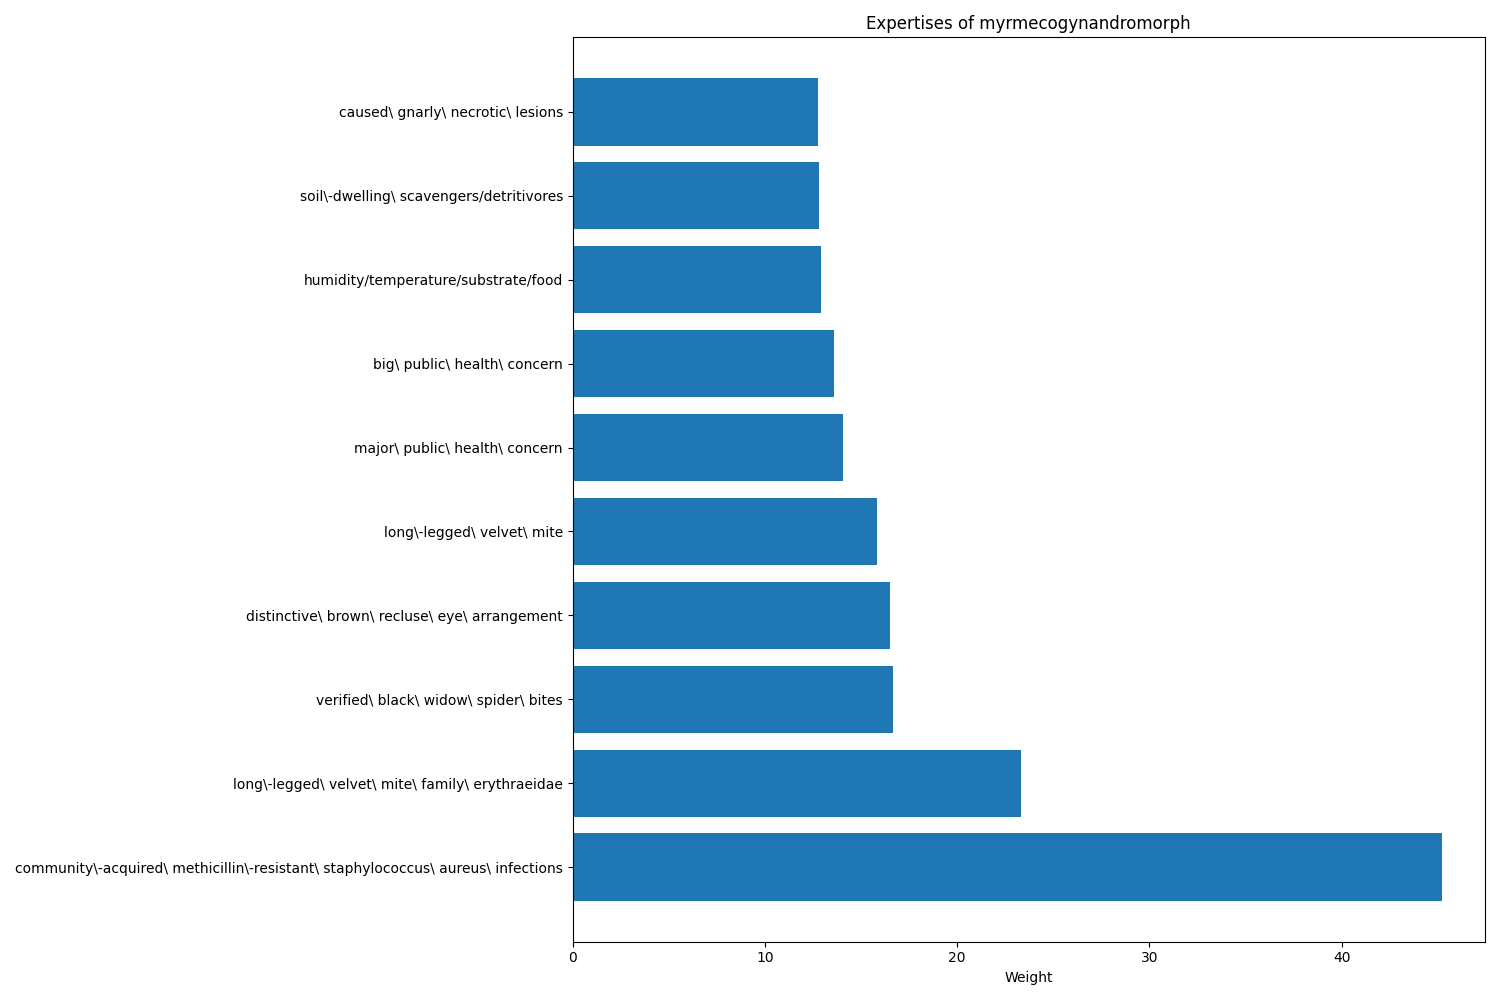 Expertises of myrmecogynandromorph
caused\ gnarly\ necrotic\ lesions
soil\-dwelling\ scavengers/detritivores
humidity/temperature/substrate/food
big\ public\ health\ concern
major\ public\ health\ concern
long\-legged\ velvet\ mite
distinctive\ brown\ recluse\ eye\ arrangement
verified\ black\ widow\ spider\ bites
long\-legged\ velvet\ mite\ family\ erythraeidae
community\-acquired\ methicillin\-resistant\ staphylococcus\ aureus\ infections
0 10 20 30 40
Weight